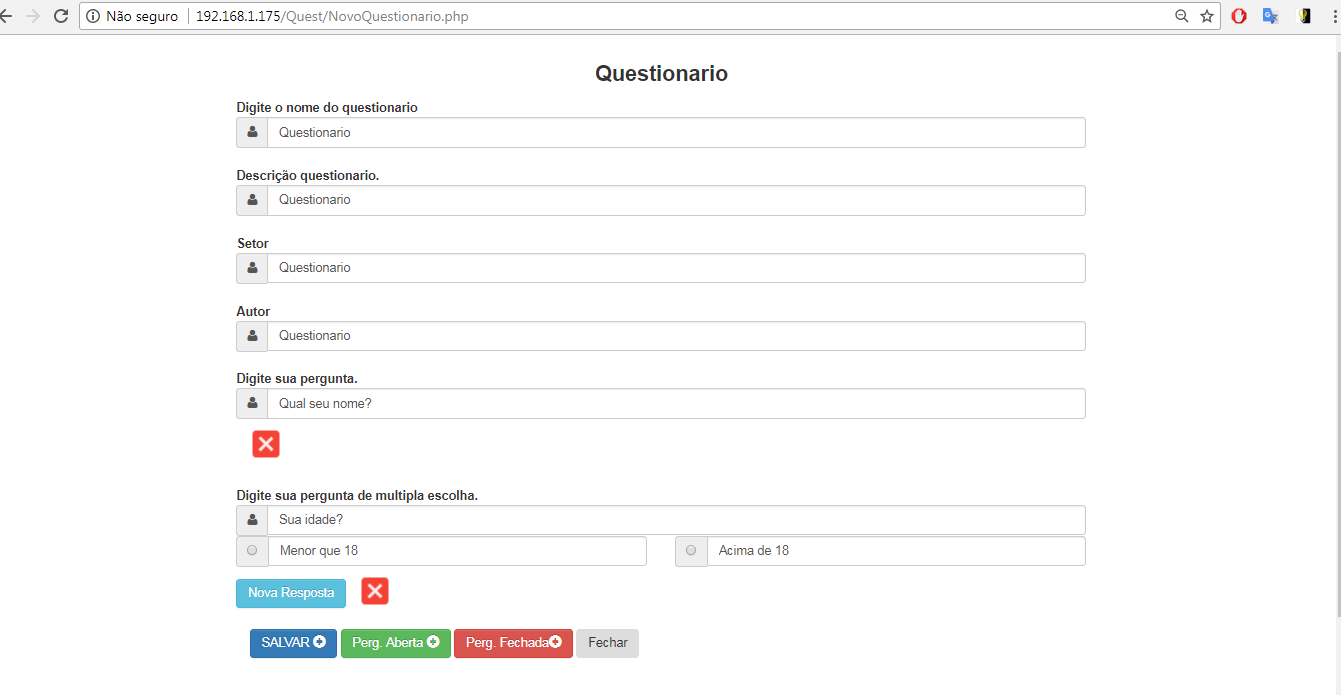 Não seguro 192.168.1.175/Quest/NovoQuestionario.php
Questionario
Digite o nome do questionario
Questionario
Descrição questionario.
Questionario
Setor
Questionario
Autor
Questionario
Digite sua pergunta.
Qual seu nome?
Digite sua pergunta de multipla escolha.
Sua idade?
Menor que 18 Acima de 18
Nova Resposta
SALVAR Perg. Aberta Perg. Fechada Fechar